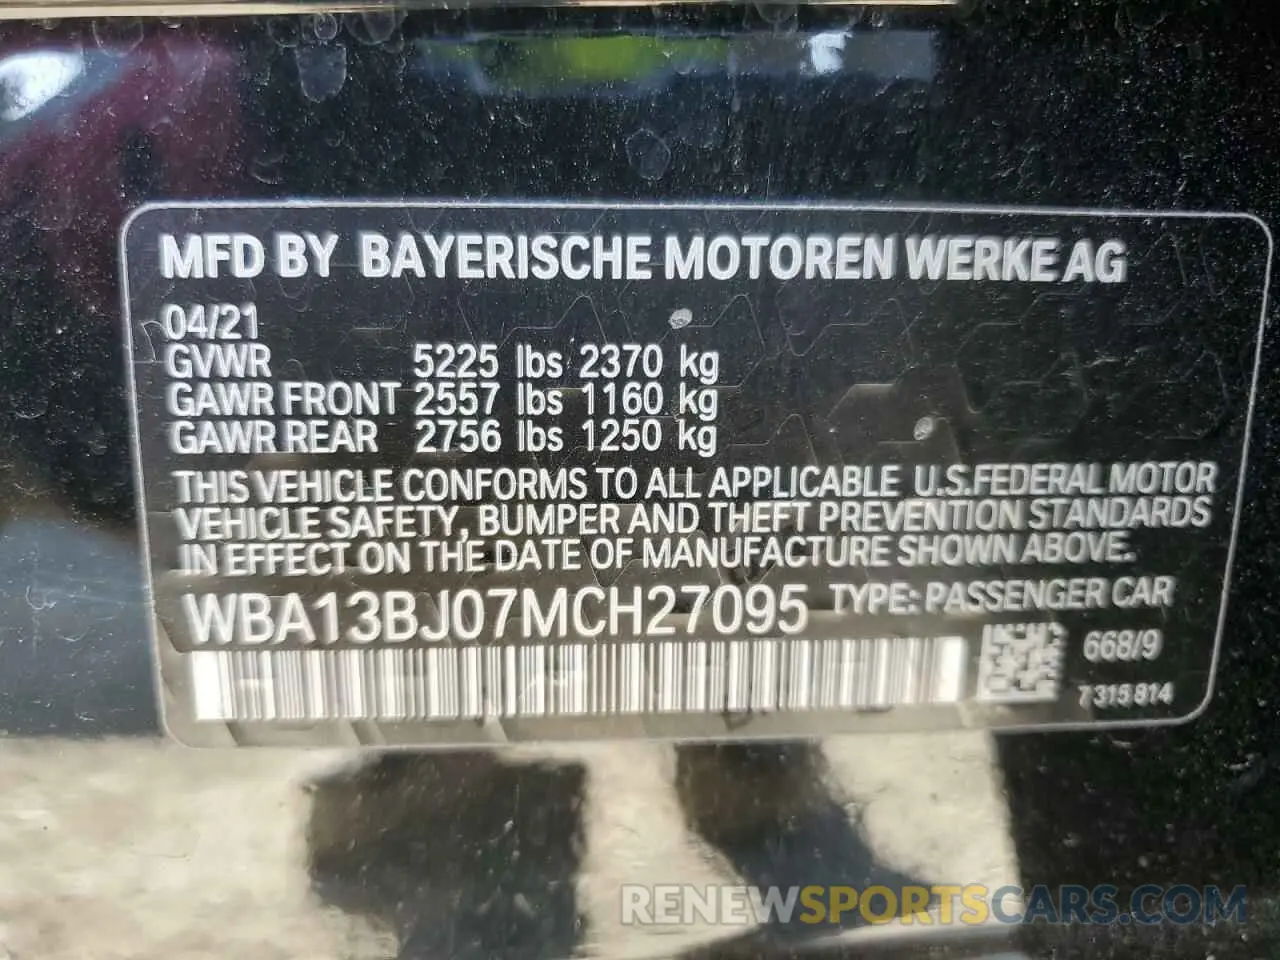 MFD BY BAYERISCHE MOTOREN WERKE AG
04/21
GVWR 5225 lbs 2370 kg
GAWR FRONT 2557 lbs 1160 kg
GAWR REAR 2756 lbs 1250 kg
THIS VEHICLE CONFORMS TO ALL APPLICABLE U.S.FEDERAL MOTOR
VEHICLE SAFETY, BUMPER AND THEFT PREVENTION STANDARDS
IN EFFECT ON THE DATE OF MANUFACTURE SHOWN ABOVE.
WBA13BJ07MCH27095 TYPE: PASSENGER CAR
668/9
7315814
RENEWSPORTSCARS.COM